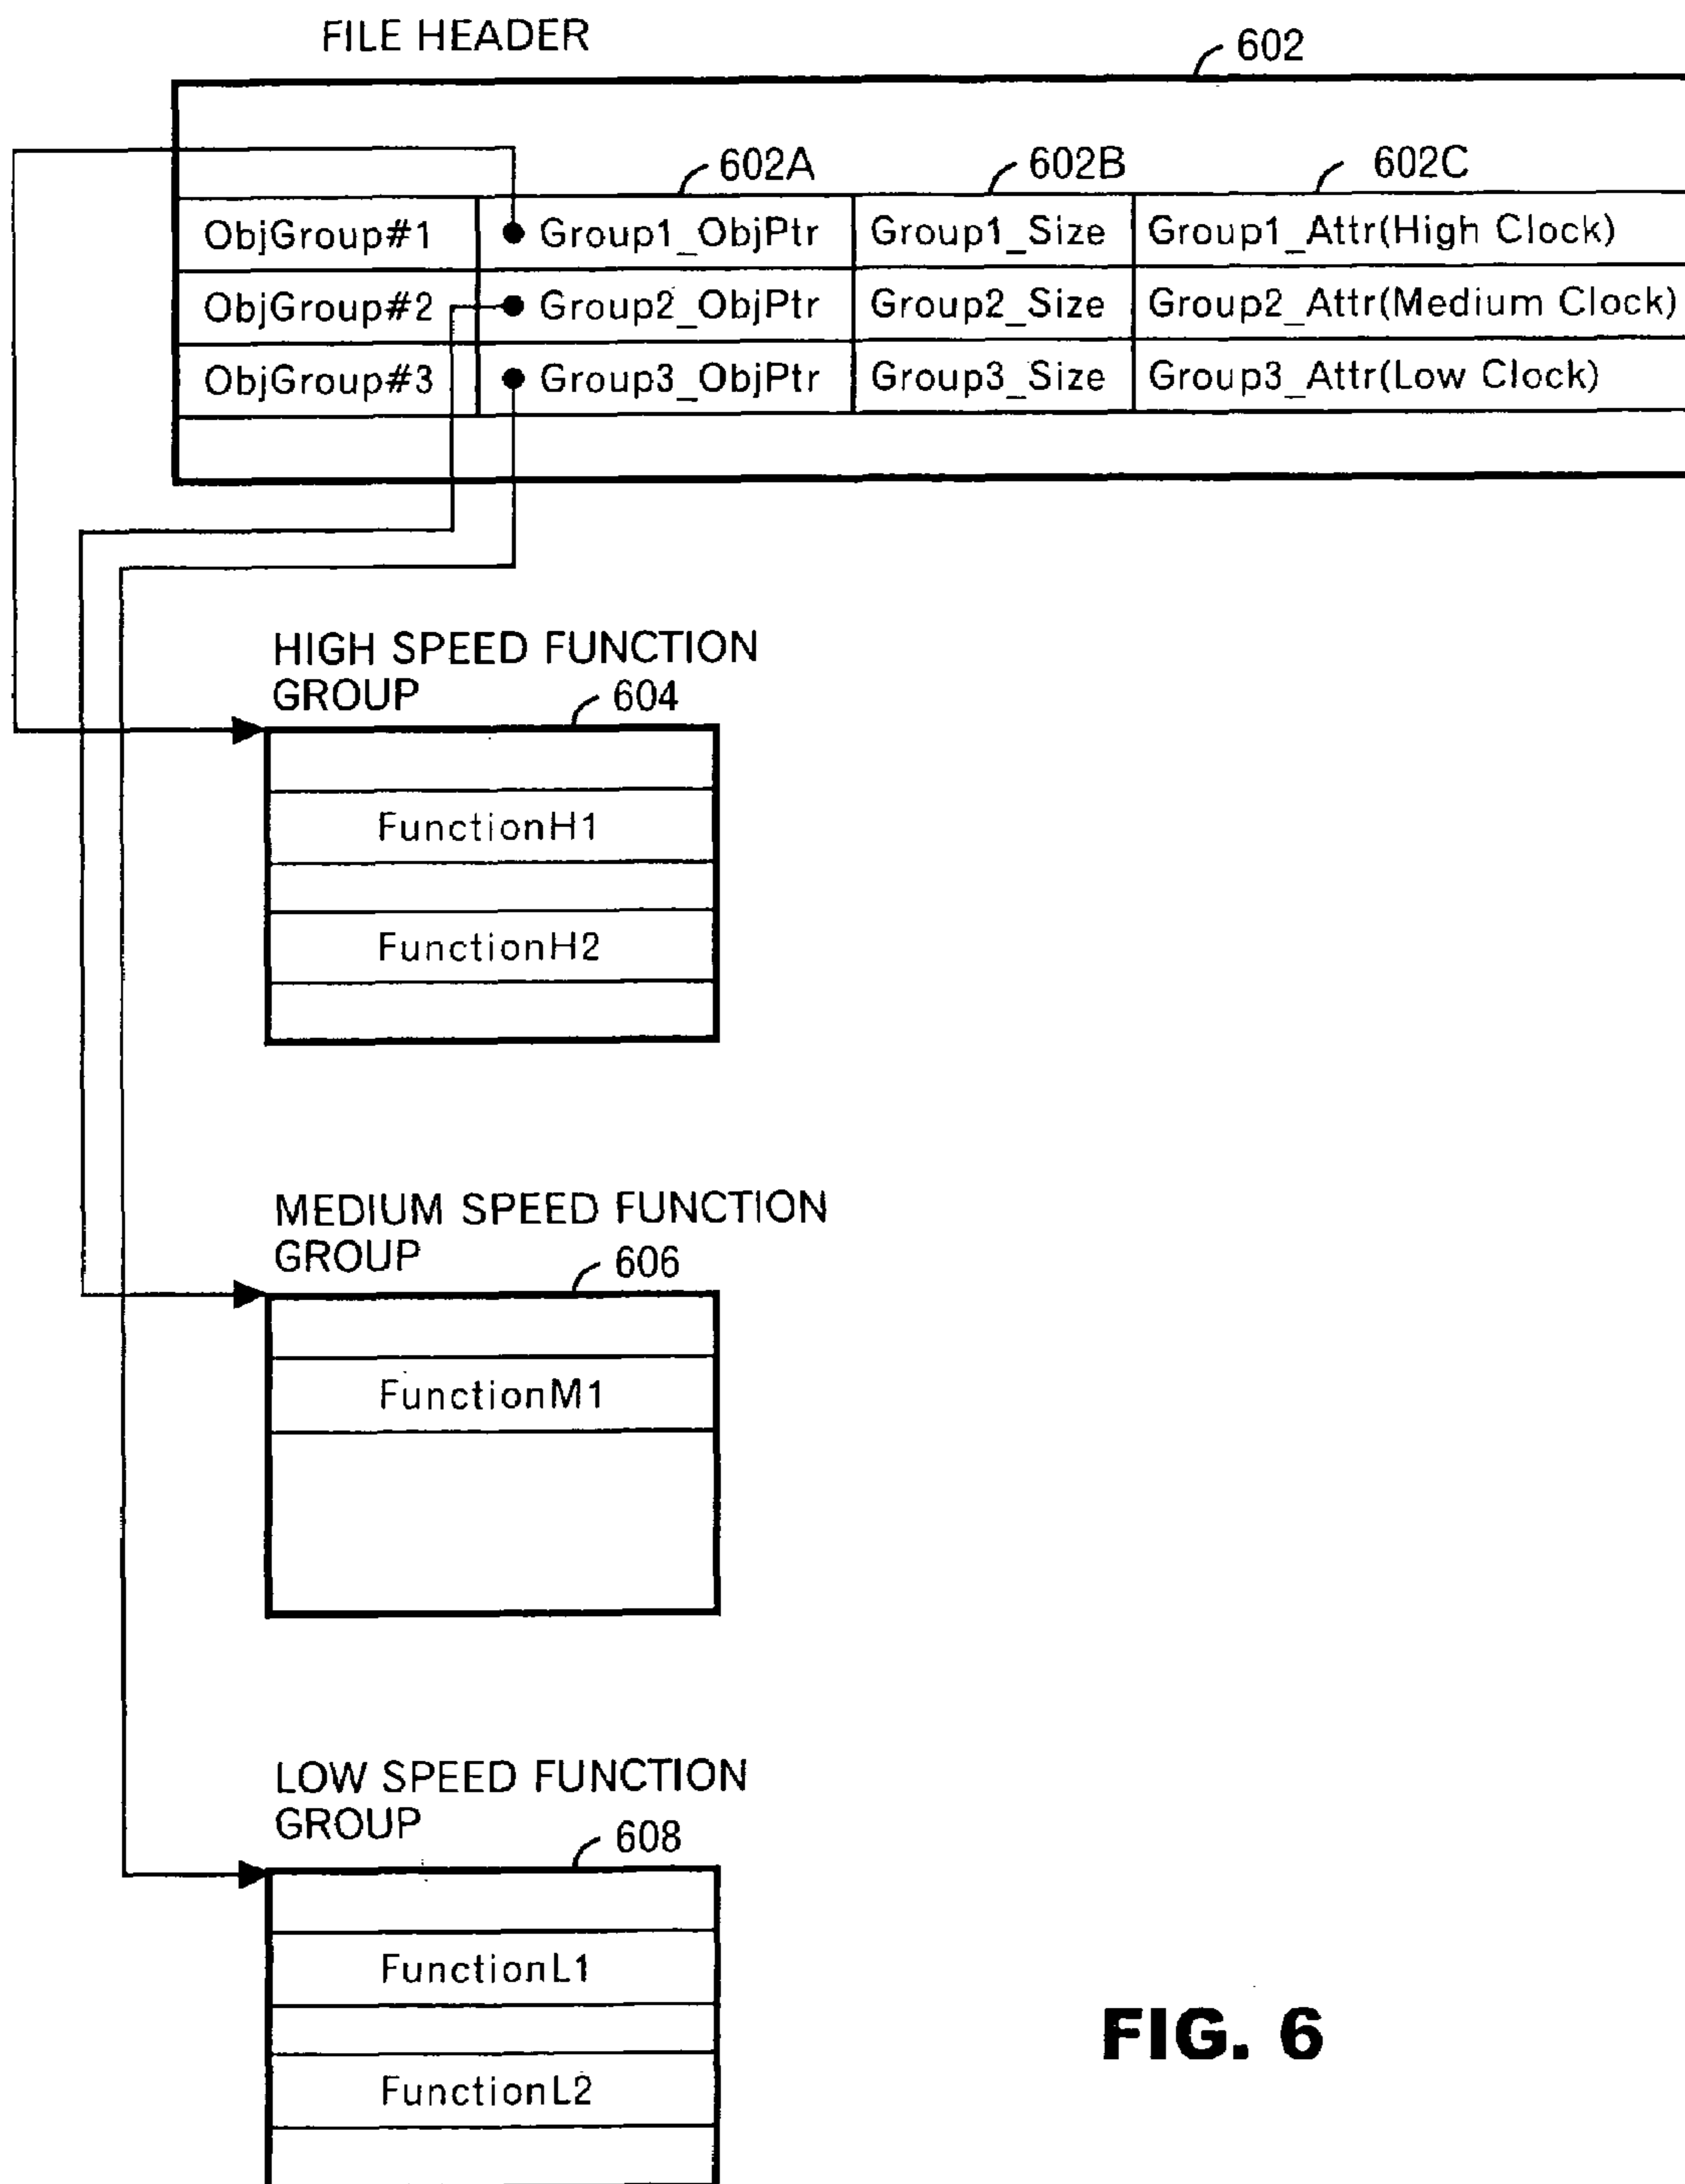 FILE HEADER
602
602A 602B 602C
ObjGroup#1 Group1_ObjPtr Group1_Size Group1_Attr(High Clock)
ObjGroup#2 Group2_ObjPtr Group2_Size Group2_Attr(Medium Clock)
ObjGroup#3 Group3_ObjPtr Group3_Size Group3_Attr(Low Clock)
HIGH SPEED FUNCTION
GROUP 604
FunctionH1
FunctionH2
MEDIUM SPEED FUNCTION
GROUP 606
FunctionM1
LOW SPEED FUNCTION
GROUP 608
FunctionL1
FunctionL2
FIG. 6